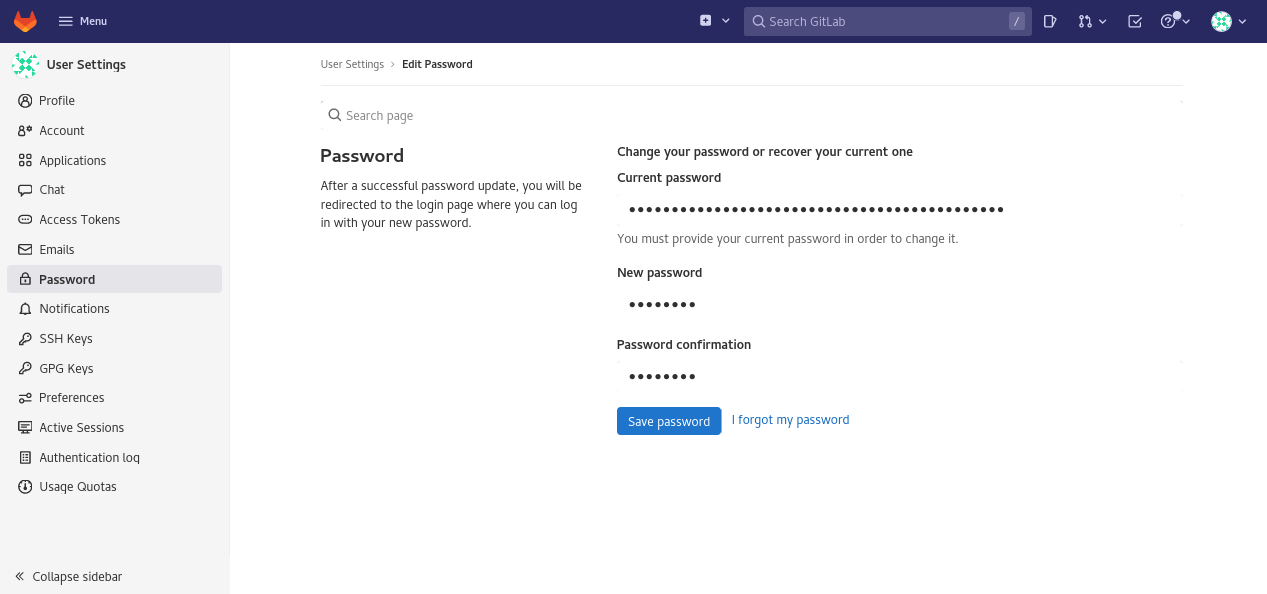 Menu
Search GitLab
/
User Settings
Profile
Account
Applications
Chat
Access Tokens
Emails
Password
Notifications
SSH Keys
GPG Keys
Preferences
Active Sessions
Authentication log
Usage Quotas
Collapse sidebar
User Settings > Edit Password
Search page
Password
After a successful password update, you will be
redirected to the login page where you can log
in with your new password.
Change your password or recover your current one
Current password
••••••••••••••••••••••••••••••••••••••••••••
You must provide your current password in order to change it.
New password
••••••••
Password confirmation
••••••••
Save password
I forgot my password